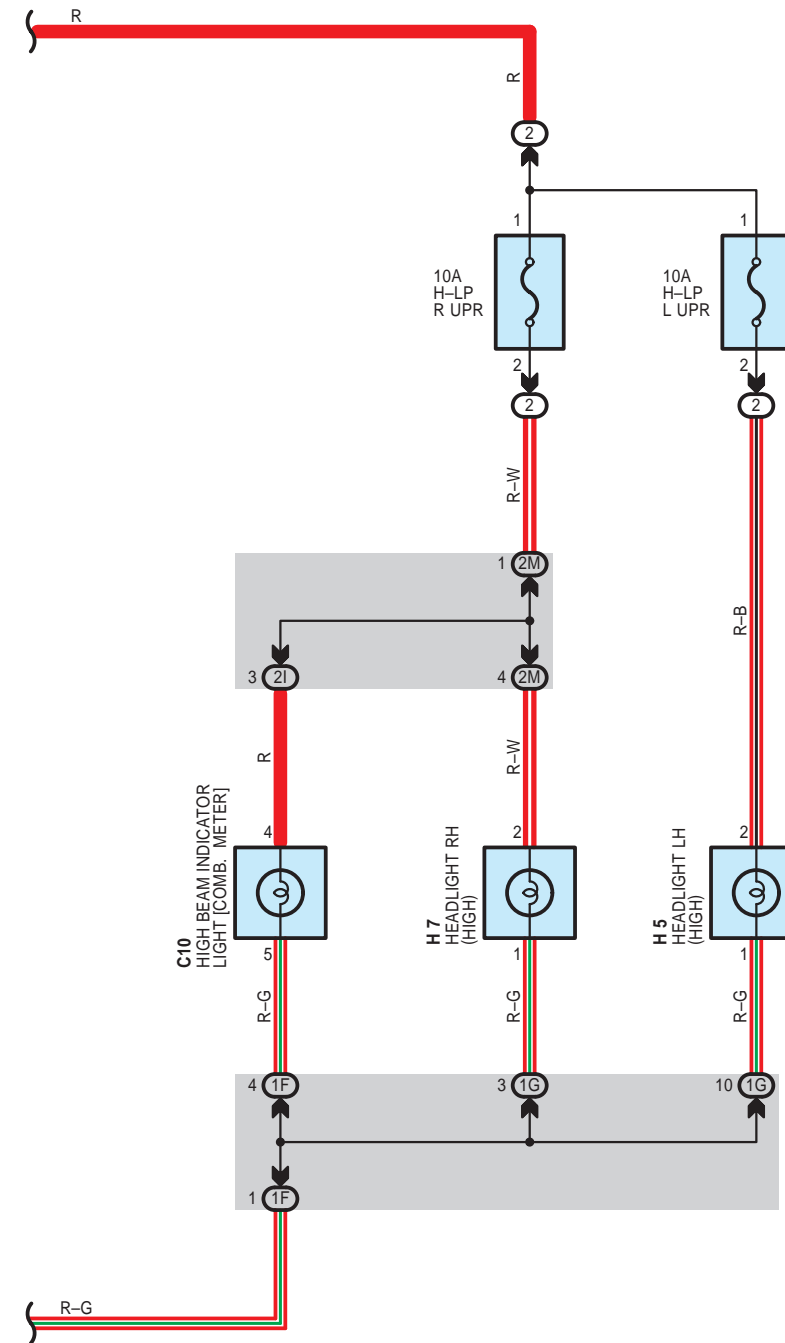 R
R
2
1
1
10A
H–LP
R UPR
10A
H–LP
L UPR
2
2
2
2
R–W
R–B
1 2M
3 2I
4 2M
R
R–W
C10
HIGH BEAM INDICATOR
LIGHT [COMB. METER]
4
H 7
HEADLIGHT RH
(HIGH)
2
H 5
HEADLIGHT LH
(HIGH)
2
5
1
1
R–G
R–G
R–G
4 1F
3 1G
10 1G
1 1F
R–G